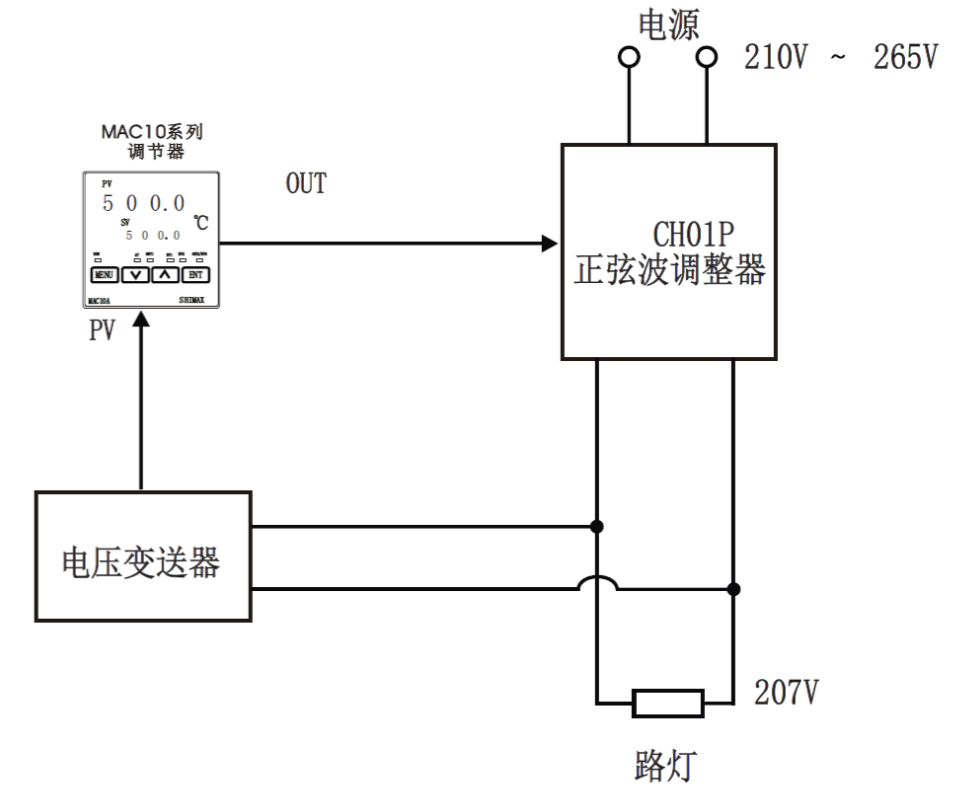 电源
210V ~ 265V
MAC10系列
调节器
PV
5 0 0.0
SV
℃
5 0 0.0
MENU
ENT
MAC10A
SHIMAX
OUT
CH01P
正弦波调整器
PV
电压变送器
207V
路灯